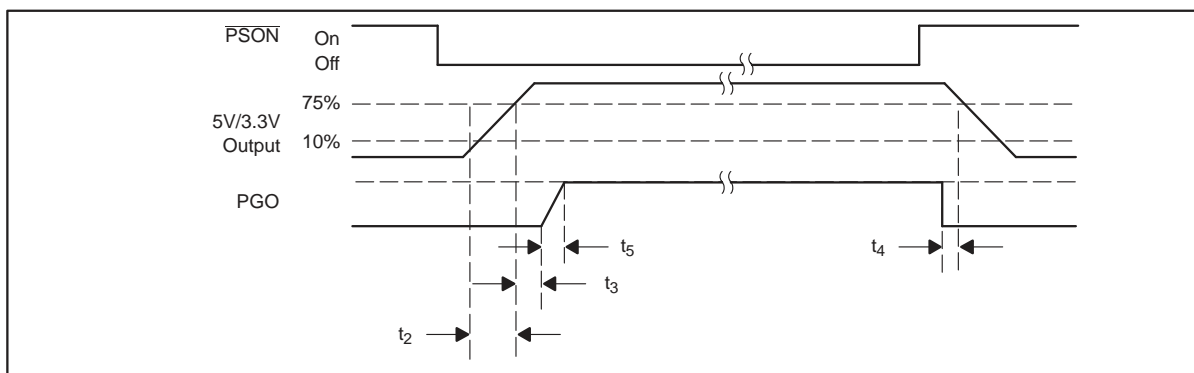 PSON
On
Off
75%
5V/3.3V
Output
10%
PGO
t5
t4
t3
t2